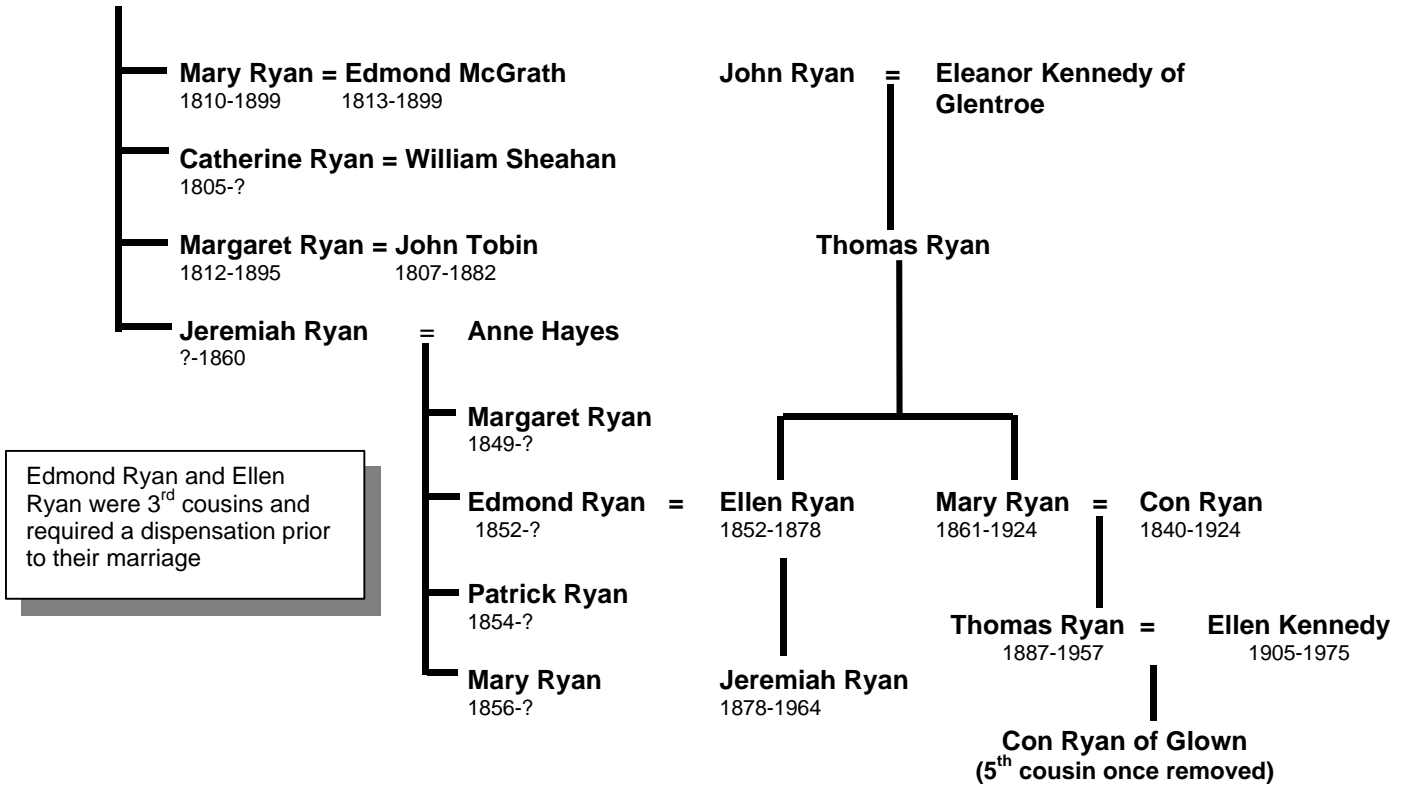 Mary Ryan = Edmond McGrath
1810-1899 1813-1899
Catherine Ryan = William Sheahan
1805-?
Margaret Ryan = John Tobin
1812-1895 1807-1882
Jeremiah Ryan = Anne Hayes
?-1860
Margaret Ryan
1849-?
Edmond Ryan and Ellen
Ryan were 3rd cousins and
required a dispensation prior
to their marriage
John Ryan = Eleanor Kennedy of
Glentroe
Thomas Ryan
Edmond Ryan = Ellen Ryan
1852-? 1852-1878
Mary Ryan = Con Ryan
1861-1924 1840-1924
Patrick Ryan
1854-?
Mary Ryan
1856-?
Jeremiah Ryan
1878-1964
Thomas Ryan = Ellen Kennedy
1887-1957 1905-1975
Con Ryan of Glown
(5th cousin once removed)